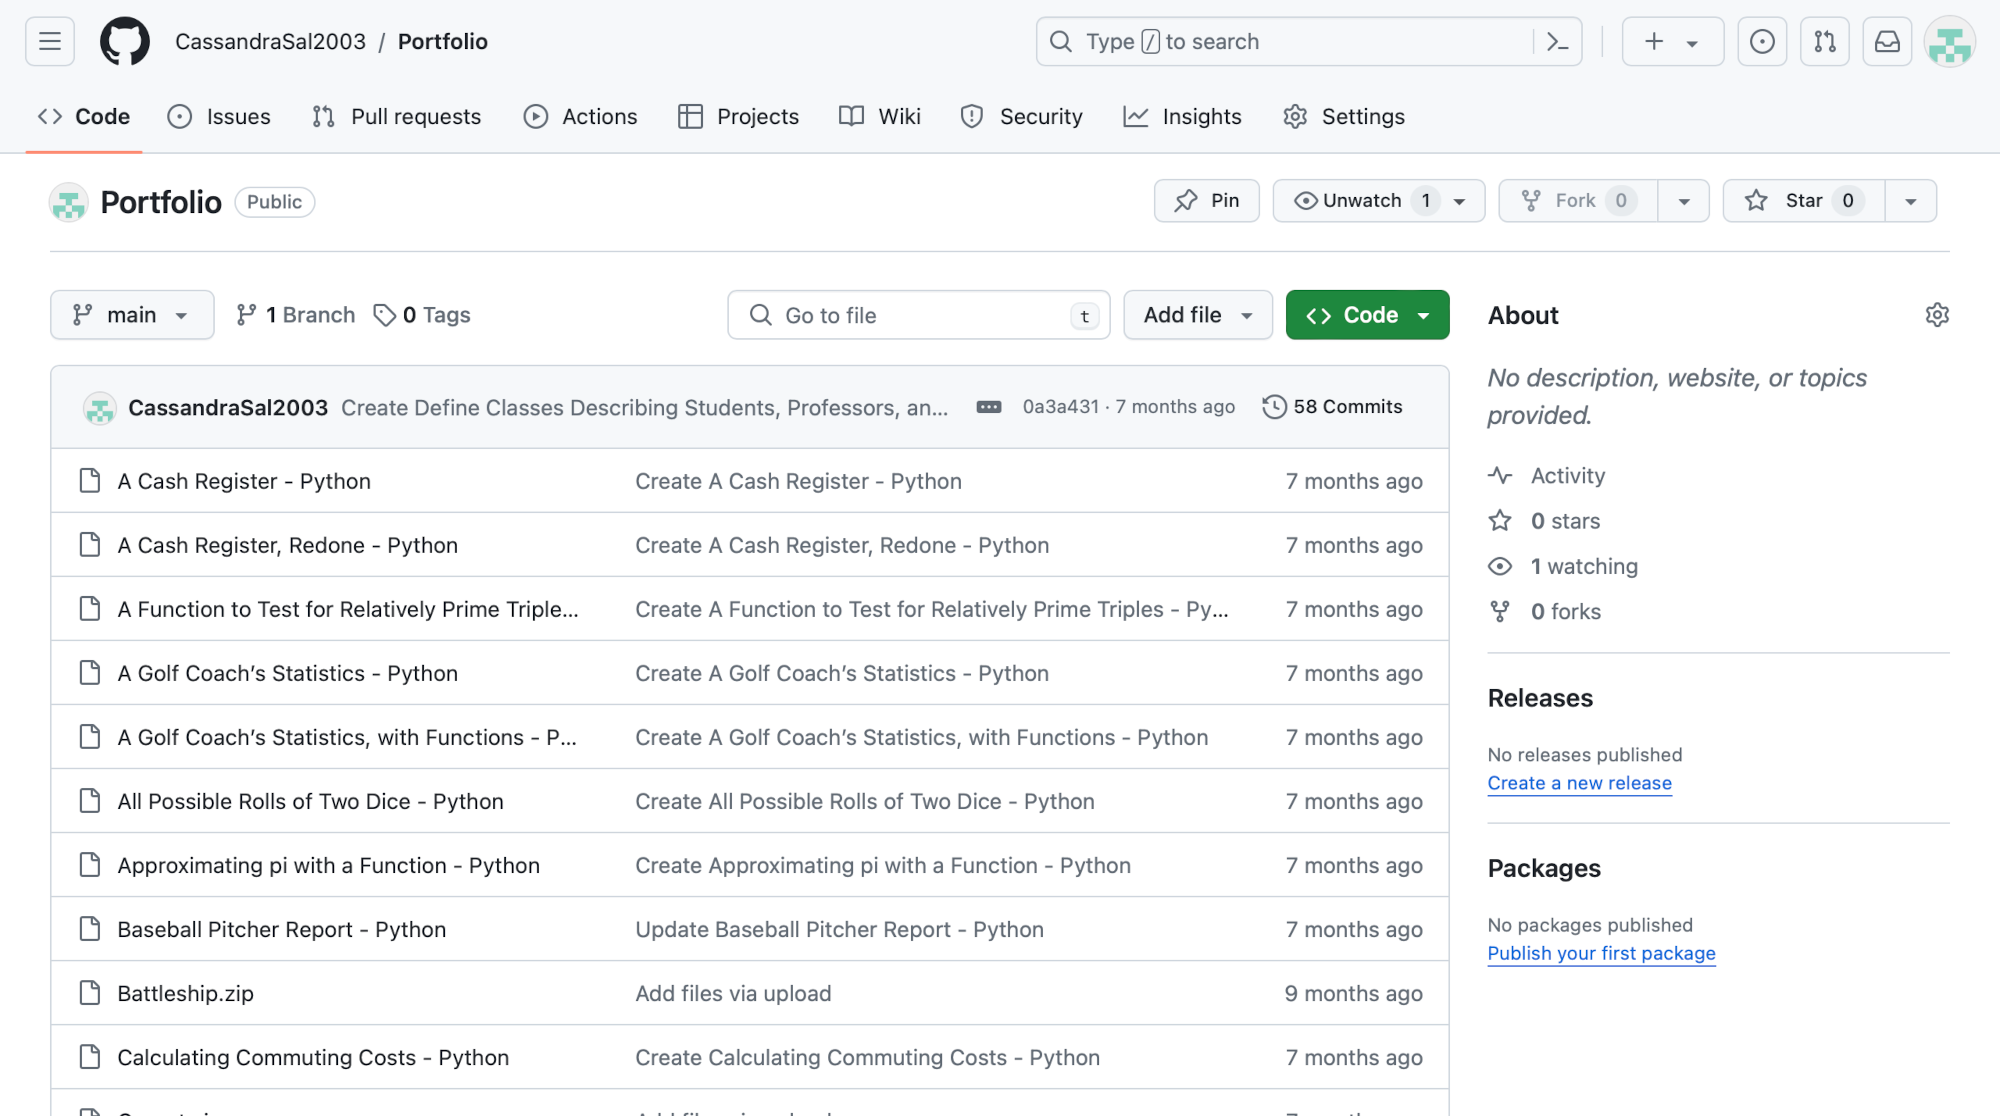 CassandraSal2003 / Portfolio
Type / to search
Code
Issues
Pull requests
Actions
Projects
Wiki
Security
Insights
Settings
Portfolio
Public
Pin
Unwatch 1
Fork 0
Star 0
main
1 Branch
0 Tags
Go to file
t
Add file
Code
CassandraSal2003 Create Define Classes Describing Students, Professors, an... 0a3a431 · 7 months ago 58 Commits
A Cash Register - Python Create A Cash Register - Python 7 months ago
A Cash Register, Redone - Python Create A Cash Register, Redone - Python 7 months ago
A Function to Test for Relatively Prime Triple... Create A Function to Test for Relatively Prime Triples - Py... 7 months ago
A Golf Coach’s Statistics - Python Create A Golf Coach’s Statistics - Python 7 months ago
A Golf Coach’s Statistics, with Functions - P... Create A Golf Coach’s Statistics, with Functions - Python 7 months ago
All Possible Rolls of Two Dice - Python Create All Possible Rolls of Two Dice - Python 7 months ago
Approximating pi with a Function - Python Create Approximating pi with a Function - Python 7 months ago
Baseball Pitcher Report - Python Update Baseball Pitcher Report - Python 7 months ago
Battleship.zip Add files via upload 9 months ago
Calculating Commuting Costs - Python Create Calculating Commuting Costs - Python 7 months ago
About
No description, website, or topics
provided.
Activity
0 stars
1 watching
0 forks
Releases
No releases published
Create a new release
Packages
No packages published
Publish your first package